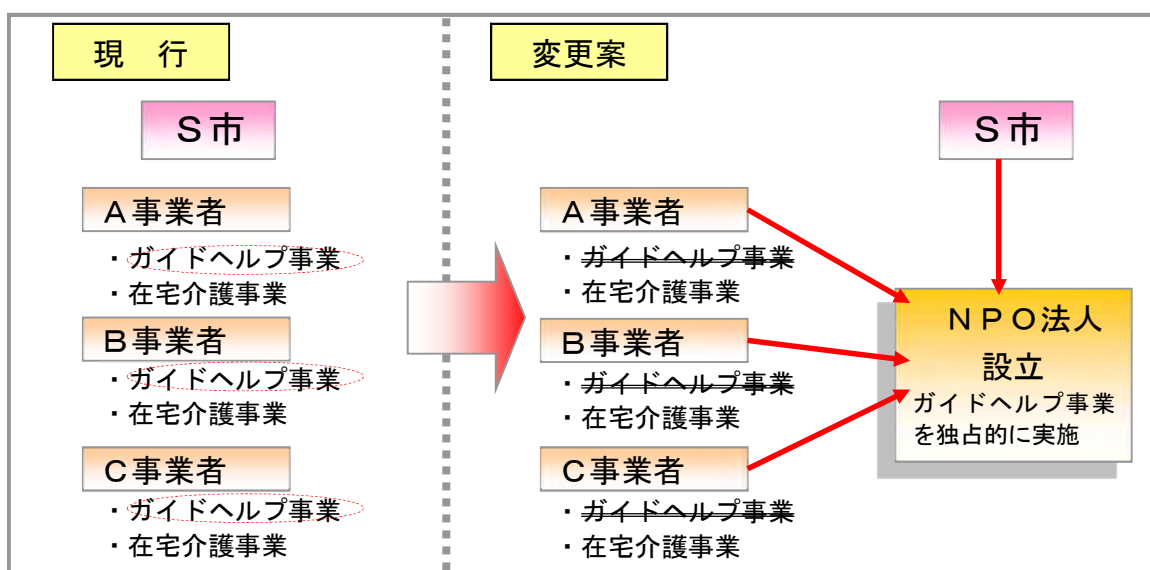 現　行
Ｓ市
Ａ事業者
・ガイドヘルプ事業
・在宅介護事業
Ｂ事業者
・ガイドヘルプ事業
・在宅介護事業
Ｃ事業者
・ガイドヘルプ事業
・在宅介護事業
変更案
Ｓ市
Ａ事業者
・ガイドヘルプ事業
・在宅介護事業
Ｂ事業者
・ガイドヘルプ事業
・在宅介護事業
Ｃ事業者
・ガイドヘルプ事業
・在宅介護事業
ＮＰＯ法人
設立
ガイドヘルプ事業
を独占的に実施